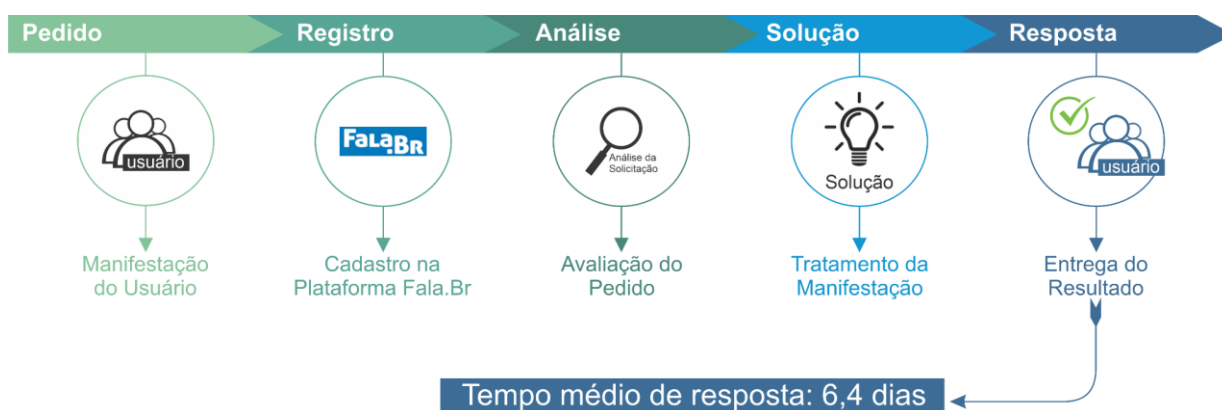 Pedido
Registro
Análise
Solução
Resposta
usuário
FALA.BR
Análise da
Solicitação
Solução
usuário
Manifestação
do Usuário
Cadastro na
Plataforma Fala.Br
Avaliação do
Pedido
Tratamento da
Manifestação
Entrega do
Resultado
Tempo médio de resposta: 6,4 dias